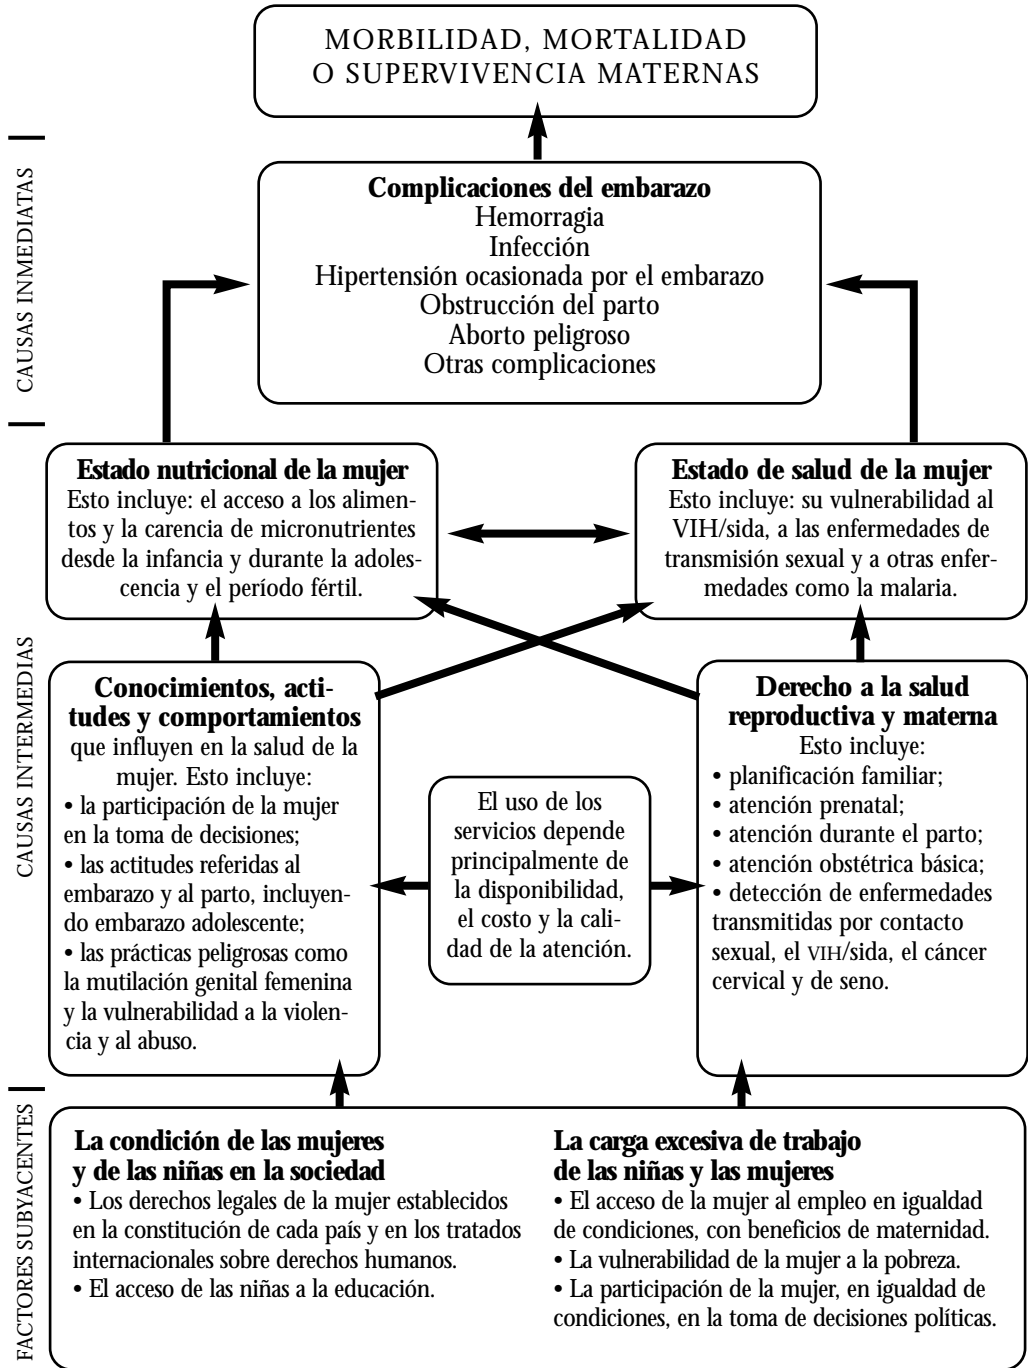 MORBILIDAD, MORTALIDAD
O SUPERVIVENCIA MATERNAS
CAUSAS INMEDIATAS
Complicaciones del embarazo
Hemorragia
Infección
Hipertensión ocasionada por el embarazo
Obstrucción del parto
Aborto peligroso
Otras complicaciones
CAUSAS INTERMEDIAS
Estado nutricional de la mujer
Esto incluye: el acceso a los alimen-
tos y la carencia de micronutrientes
desde la infancia y durante la adoles-
cencia y el período fértil.
Estado de salud de la mujer
Esto incluye: su vulnerabilidad al
VIH/sida, a las enfermedades de
transmisión sexual y a otras enfer-
medades como la malaria.
Conocimientos, acti-
tudes y comportamientos
que influyen en la salud de la
mujer. Esto incluye:
• la participación de la mujer
en la toma de decisiones;
• las actitudes referidas al
embarazo y al parto, incluyen-
do embarazo adolescente;
• las prácticas peligrosas como
la mutilación genital femenina
y la vulnerabilidad a la violen-
cia y al abuso.
El uso de los
servicios depende
principalmente de
la disponibilidad,
el costo y la cali-
dad de la atención.
Derecho a la salud
reproductiva y materna
Esto incluye:
• planificación familiar;
• atención prenatal;
• atención durante el parto;
• atención obstétrica básica;
• detección de enfermedades
transmitidas por contacto
sexual, el VIH/sida, el cáncer
cervical y de seno.
FACTORES SUBYACENTES
La condición de las mujeres
y de las niñas en la sociedad
• Los derechos legales de la mujer establecidos
en la constitución de cada país y en los tratados
internacionales sobre derechos humanos.
• El acceso de las niñas a la educación.
La carga excesiva de trabajo
de las niñas y las mujeres
• El acceso de la mujer al empleo en igualdad
de condiciones, con beneficios de maternidad.
• La vulnerabilidad de la mujer a la pobreza.
• La participación de la mujer, en igualdad de
condiciones, en la toma de decisiones políticas.